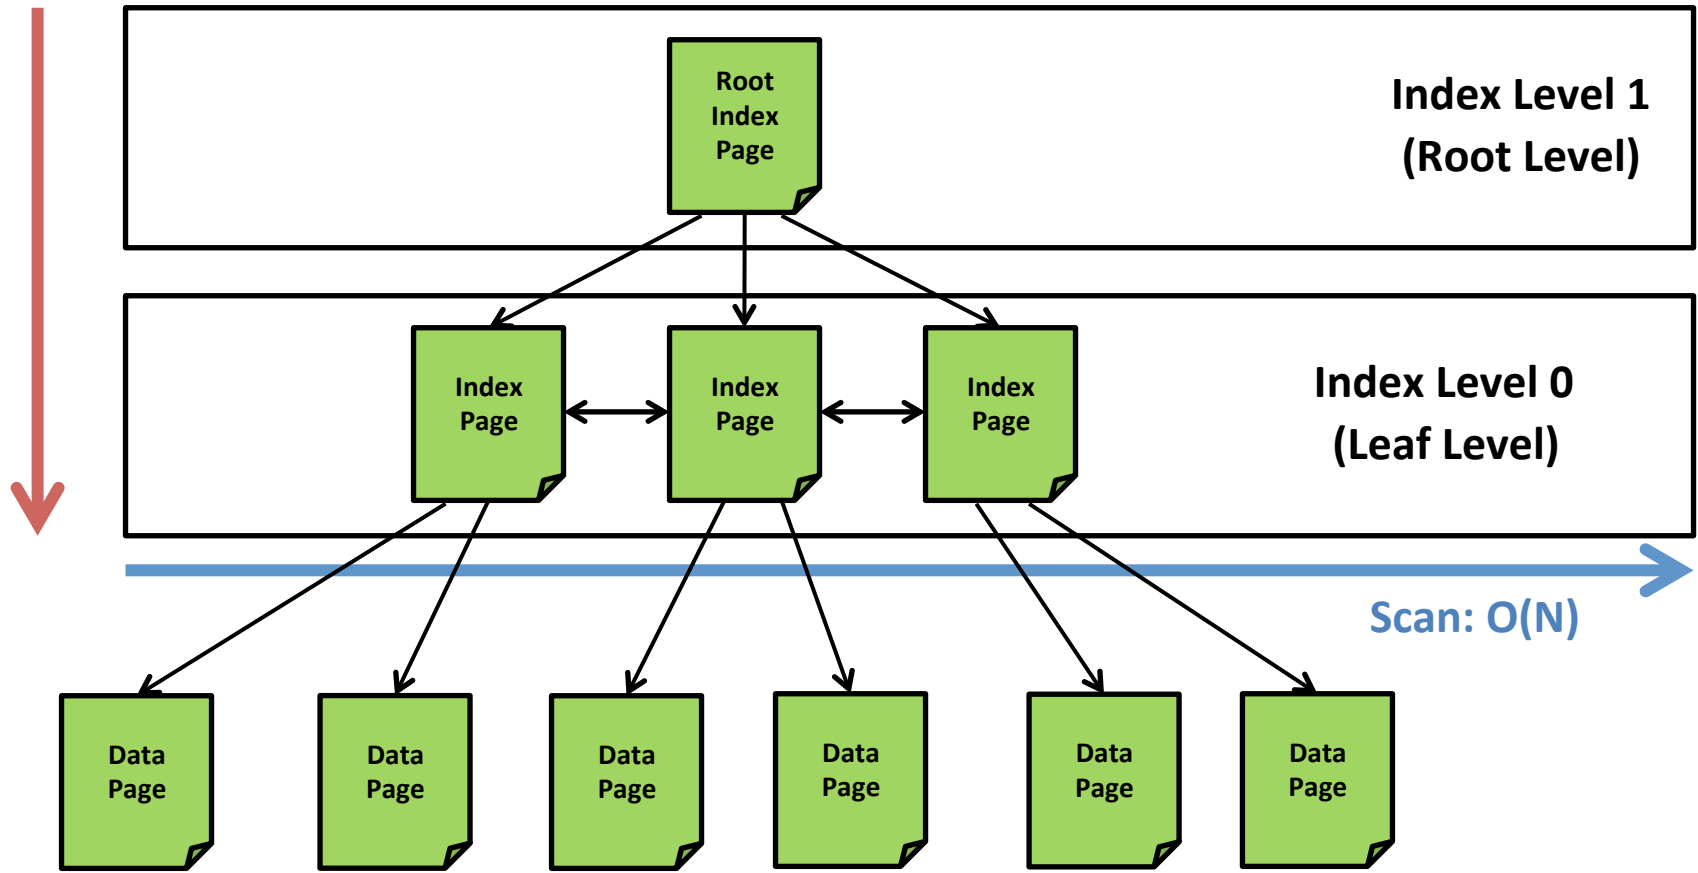 Root
Index
Page
Index Level 1
(Root Level)
Index
Page
Index
Page
Index
Page
Index Level 0
(Leaf Level)
Scan: O(N)
Data
Page
Data
Page
Data
Page
Data
Page
Data
Page
Data
Page